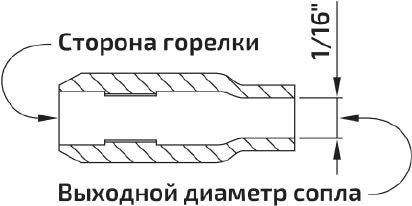 Сторона горелки
1/16"
Выходной диаметр сопла